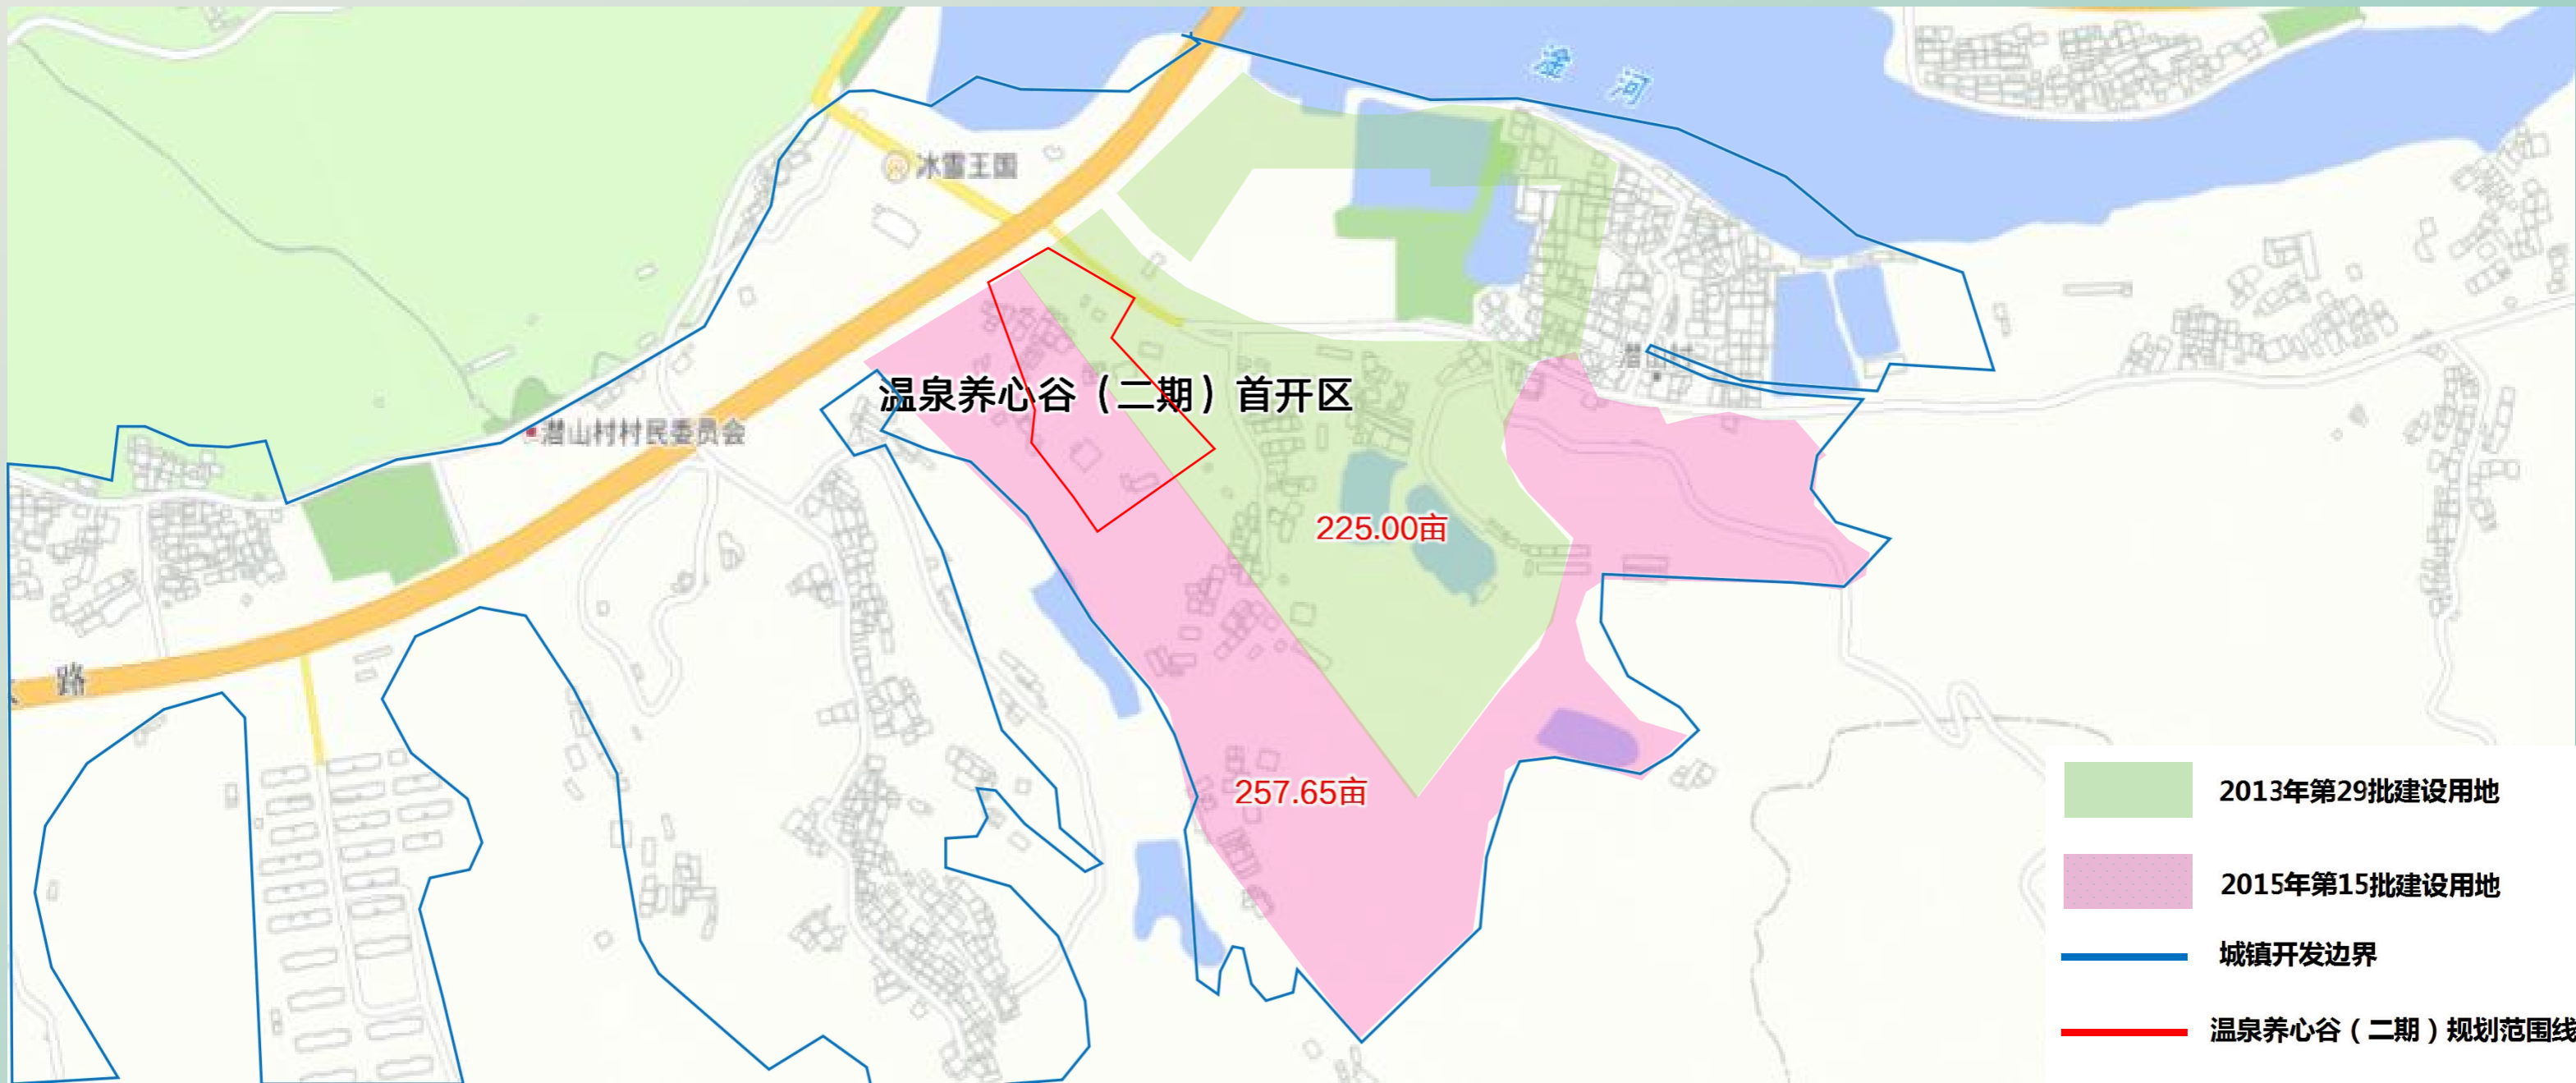 淦河
冰雪王国
温泉养心谷（二期）首开区
潜山村
潜山村村民委员会
225.00亩
路
257.65亩
2013年第29批建设用地
2015年第15批建设用地
城镇开发边界
温泉养心谷（二期）规划范围线